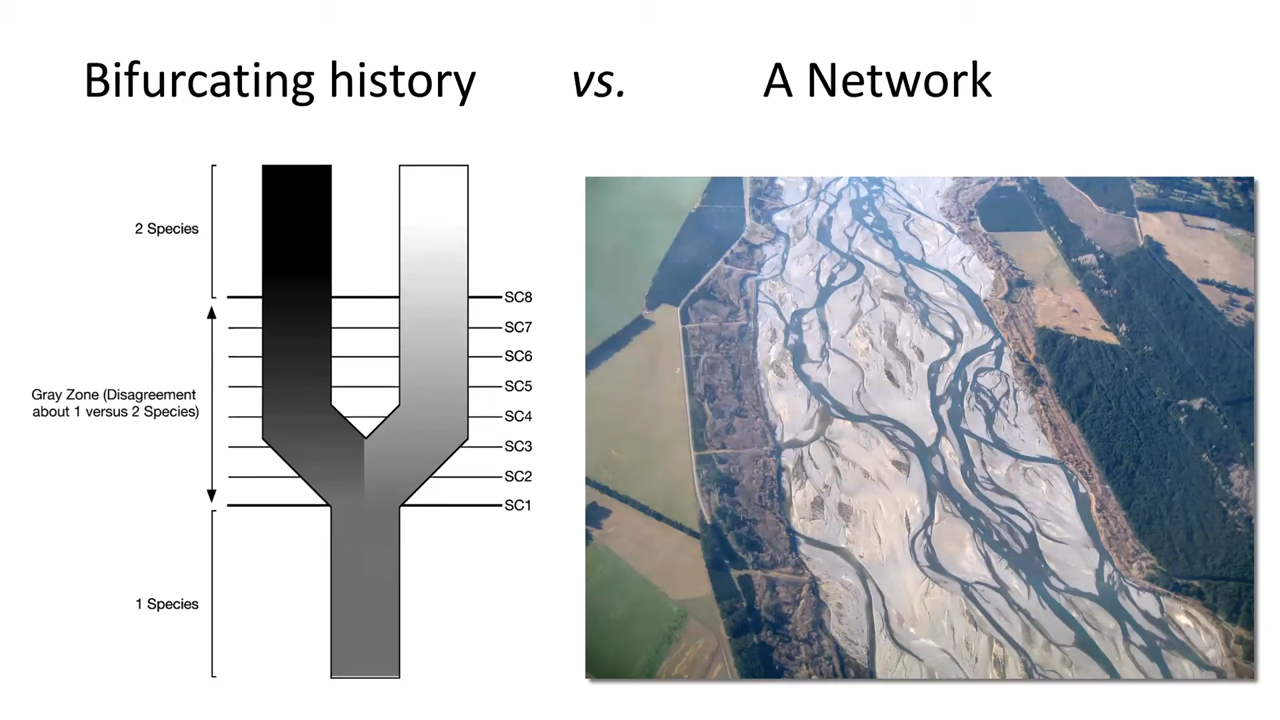 Bifurcating history vs. A Network
2 Species
SC8
SC7
SC6
Gray Zone (Disagreement
about 1 versus 2 Species)
SC5
SC4
SC3
SC2
SC1
1 Species